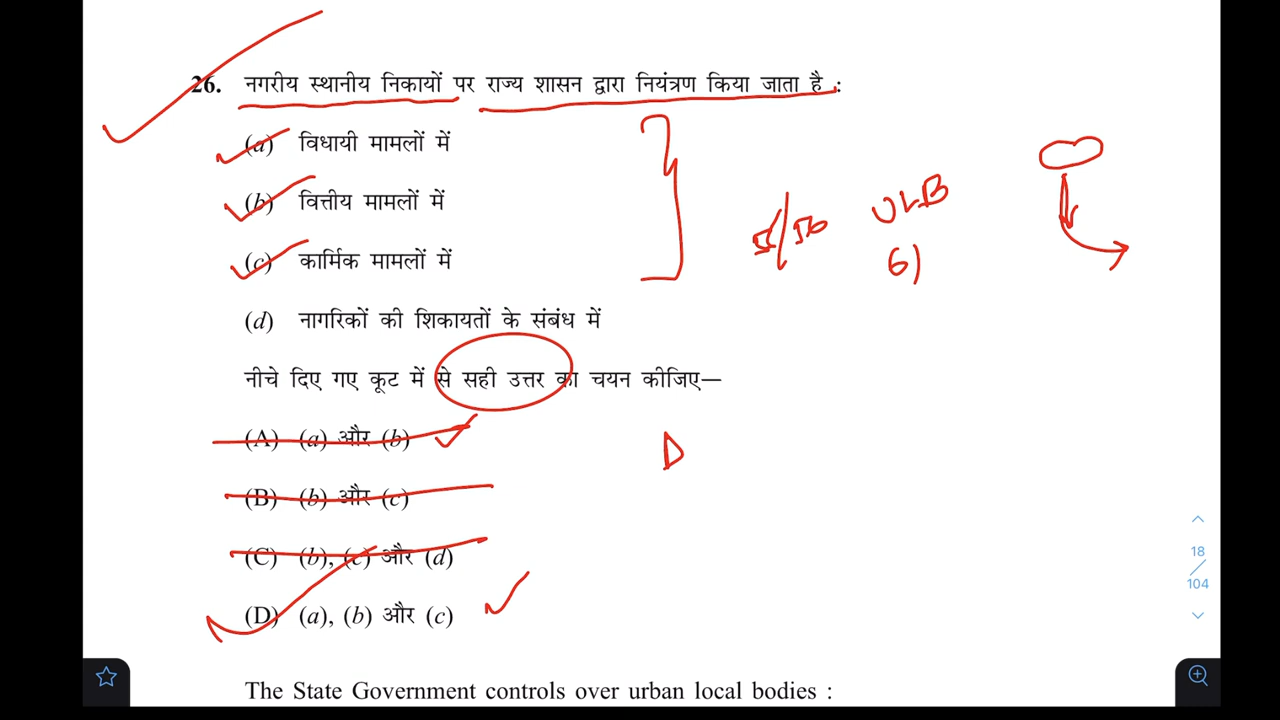 26. नगरीय स्थानीय निकायों पर राज्य शासन द्वारा नियंत्रण किया जाता है :
(a) विधायी मामलों में
(b) वित्तीय मामलों में
ULB
(c) कार्मिक मामलों में
6)
(d) नागरिकों की शिकायतों के संबंध में
नीचे दिए गए कूट में से सही उत्तर का चयन कीजिए—
(A) (a) और (b)
D
(B) (b) और (c)
(C) (b), (c) और (d)
(D) (a), (b) और (c)
18
104
The State Government controls over urban local bodies :